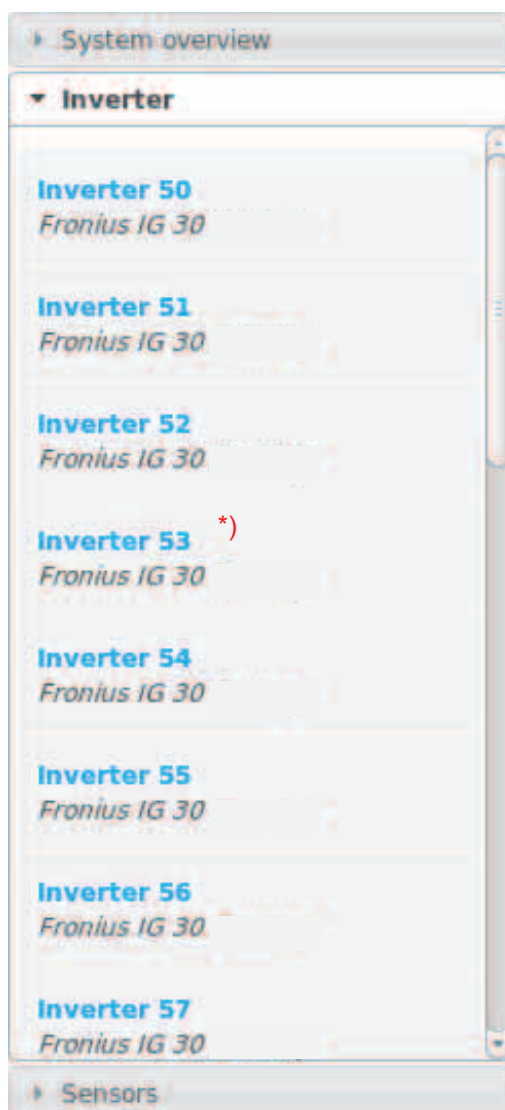 System overview
Inverter
Inverter 50
Fronius IG 30
Inverter 51
Fronius IG 30
Inverter 52
Fronius IG 30
Inverter 53 *)
Fronius IG 30
Inverter 54
Fronius IG 30
Inverter 55
Fronius IG 30
Inverter 56
Fronius IG 30
Inverter 57
Fronius IG 30
Sensors